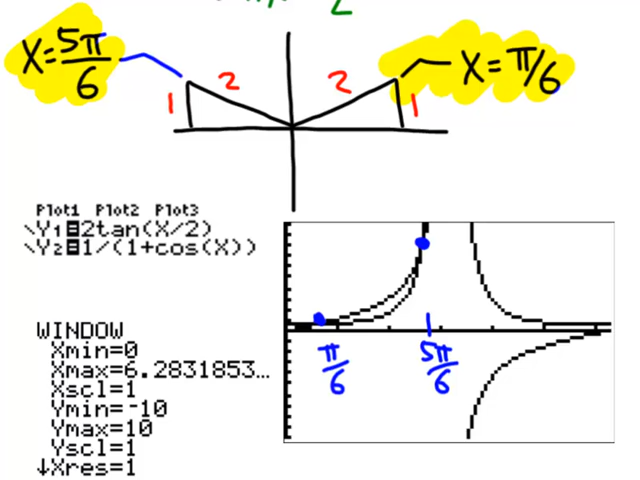 2
X = 5π/6
2
2
X = π/6
1
1
Plot1 Plot2 Plot3
\Y1=2tan(X/2)
\Y2=1/(1+cos(X))
WINDOW
Xmin=0
Xmax=6.2831853…
Xscl=1
Ymin=-10
Ymax=10
Yscl=1
↓Xres=1
π/6
5π/6